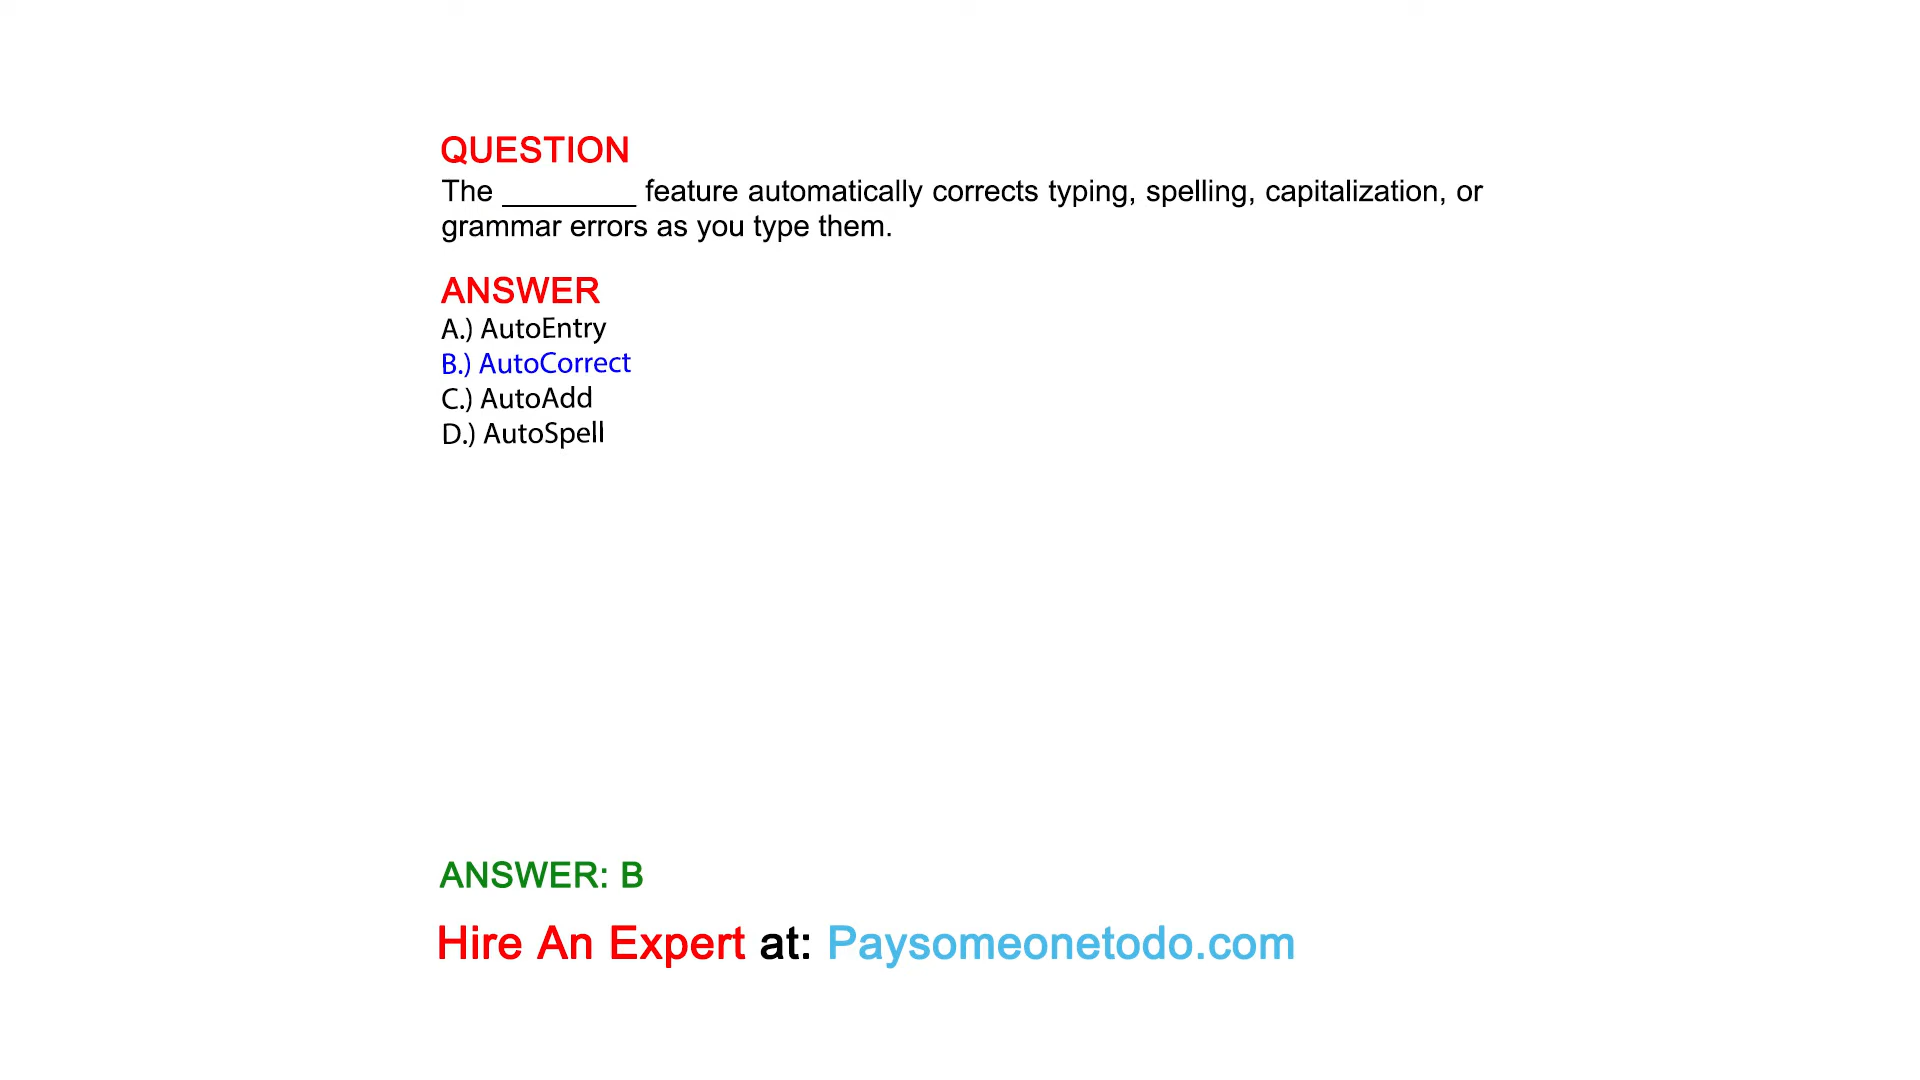 QUESTION
The ________ feature automatically corrects typing, spelling, capitalization, or
grammar errors as you type them.
ANSWER
A.) AutoEntry
B.) AutoCorrect
C.) AutoAdd
D.) AutoSpell
ANSWER: B
Hire An Expert at: Paysomeonetodo.com